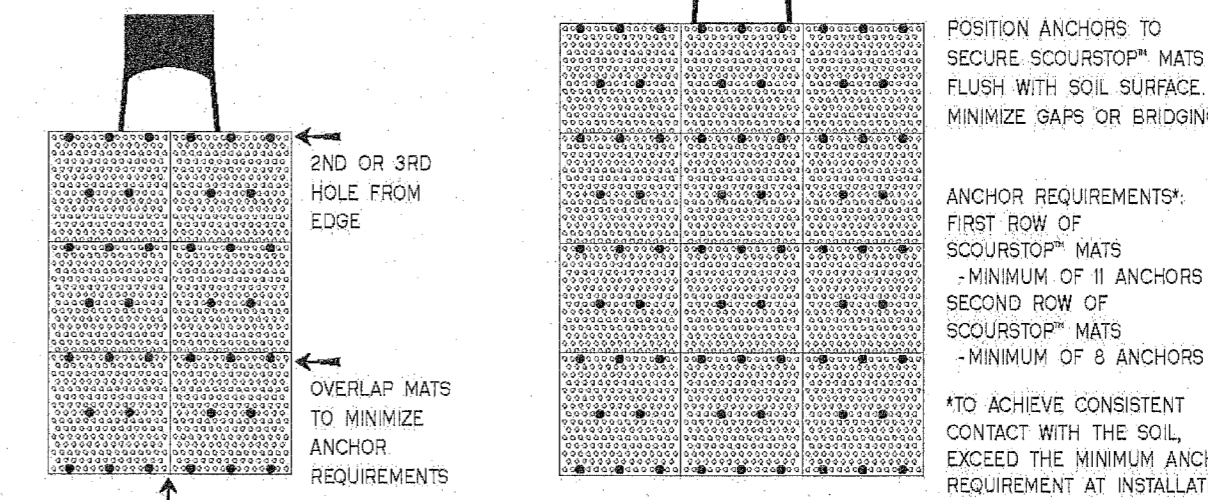 2ND OR 3RD
HOLE FROM
EDGE
OVERLAP MATS
TO MINIMIZE
ANCHOR
REQUIREMENTS
POSITION ANCHORS TO
SECURE SCOURSTOP™ MATS
FLUSH WITH SOIL SURFACE.
MINIMIZE GAPS OR BRIDGING
ANCHOR REQUIREMENTS*:
FIRST ROW OF
SCOURSTOP™ MATS
-MINIMUM OF 11 ANCHORS
SECOND ROW OF
SCOURSTOP™ MATS
-MINIMUM OF 8 ANCHORS
*TO ACHIEVE CONSISTENT
CONTACT WITH THE SOIL,
EXCEED THE MINIMUM ANCH
REQUIREMENT AT INSTALLAT